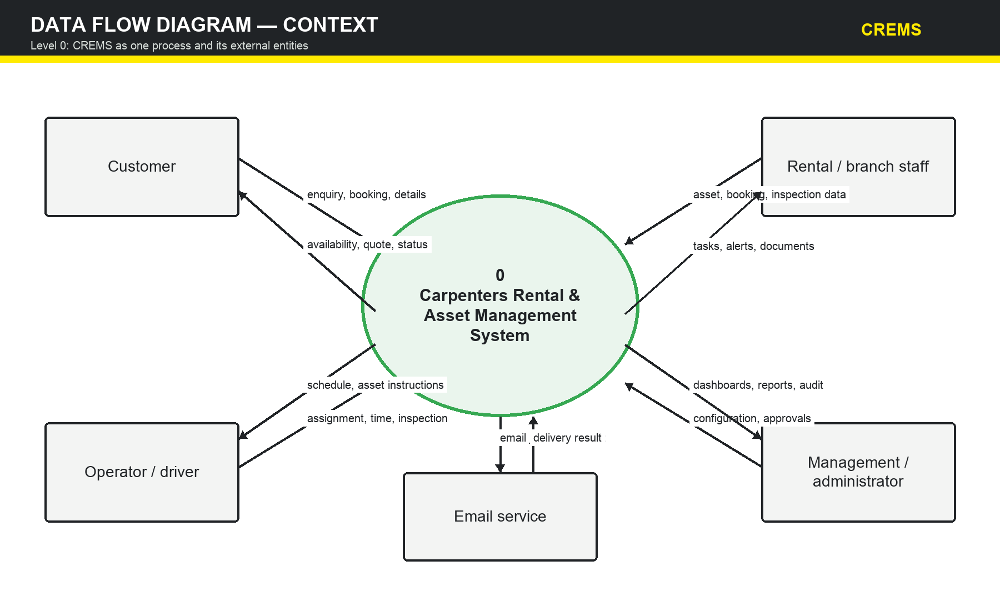 DATA FLOW DIAGRAM — CONTEXT
Level 0: CREMS as one process and its external entities
CREMS
Customer
Rental / branch staff
enquiry, booking, details
asset, booking, inspection data
availability, quote, status
tasks, alerts, documents
0
Carpenters Rental &
Asset Management
System
schedule, asset instructions
dashboards, reports, audit
assignment, time, inspection
configuration, approvals
email
delivery result
Operator / driver
Management /
administrator
Email service